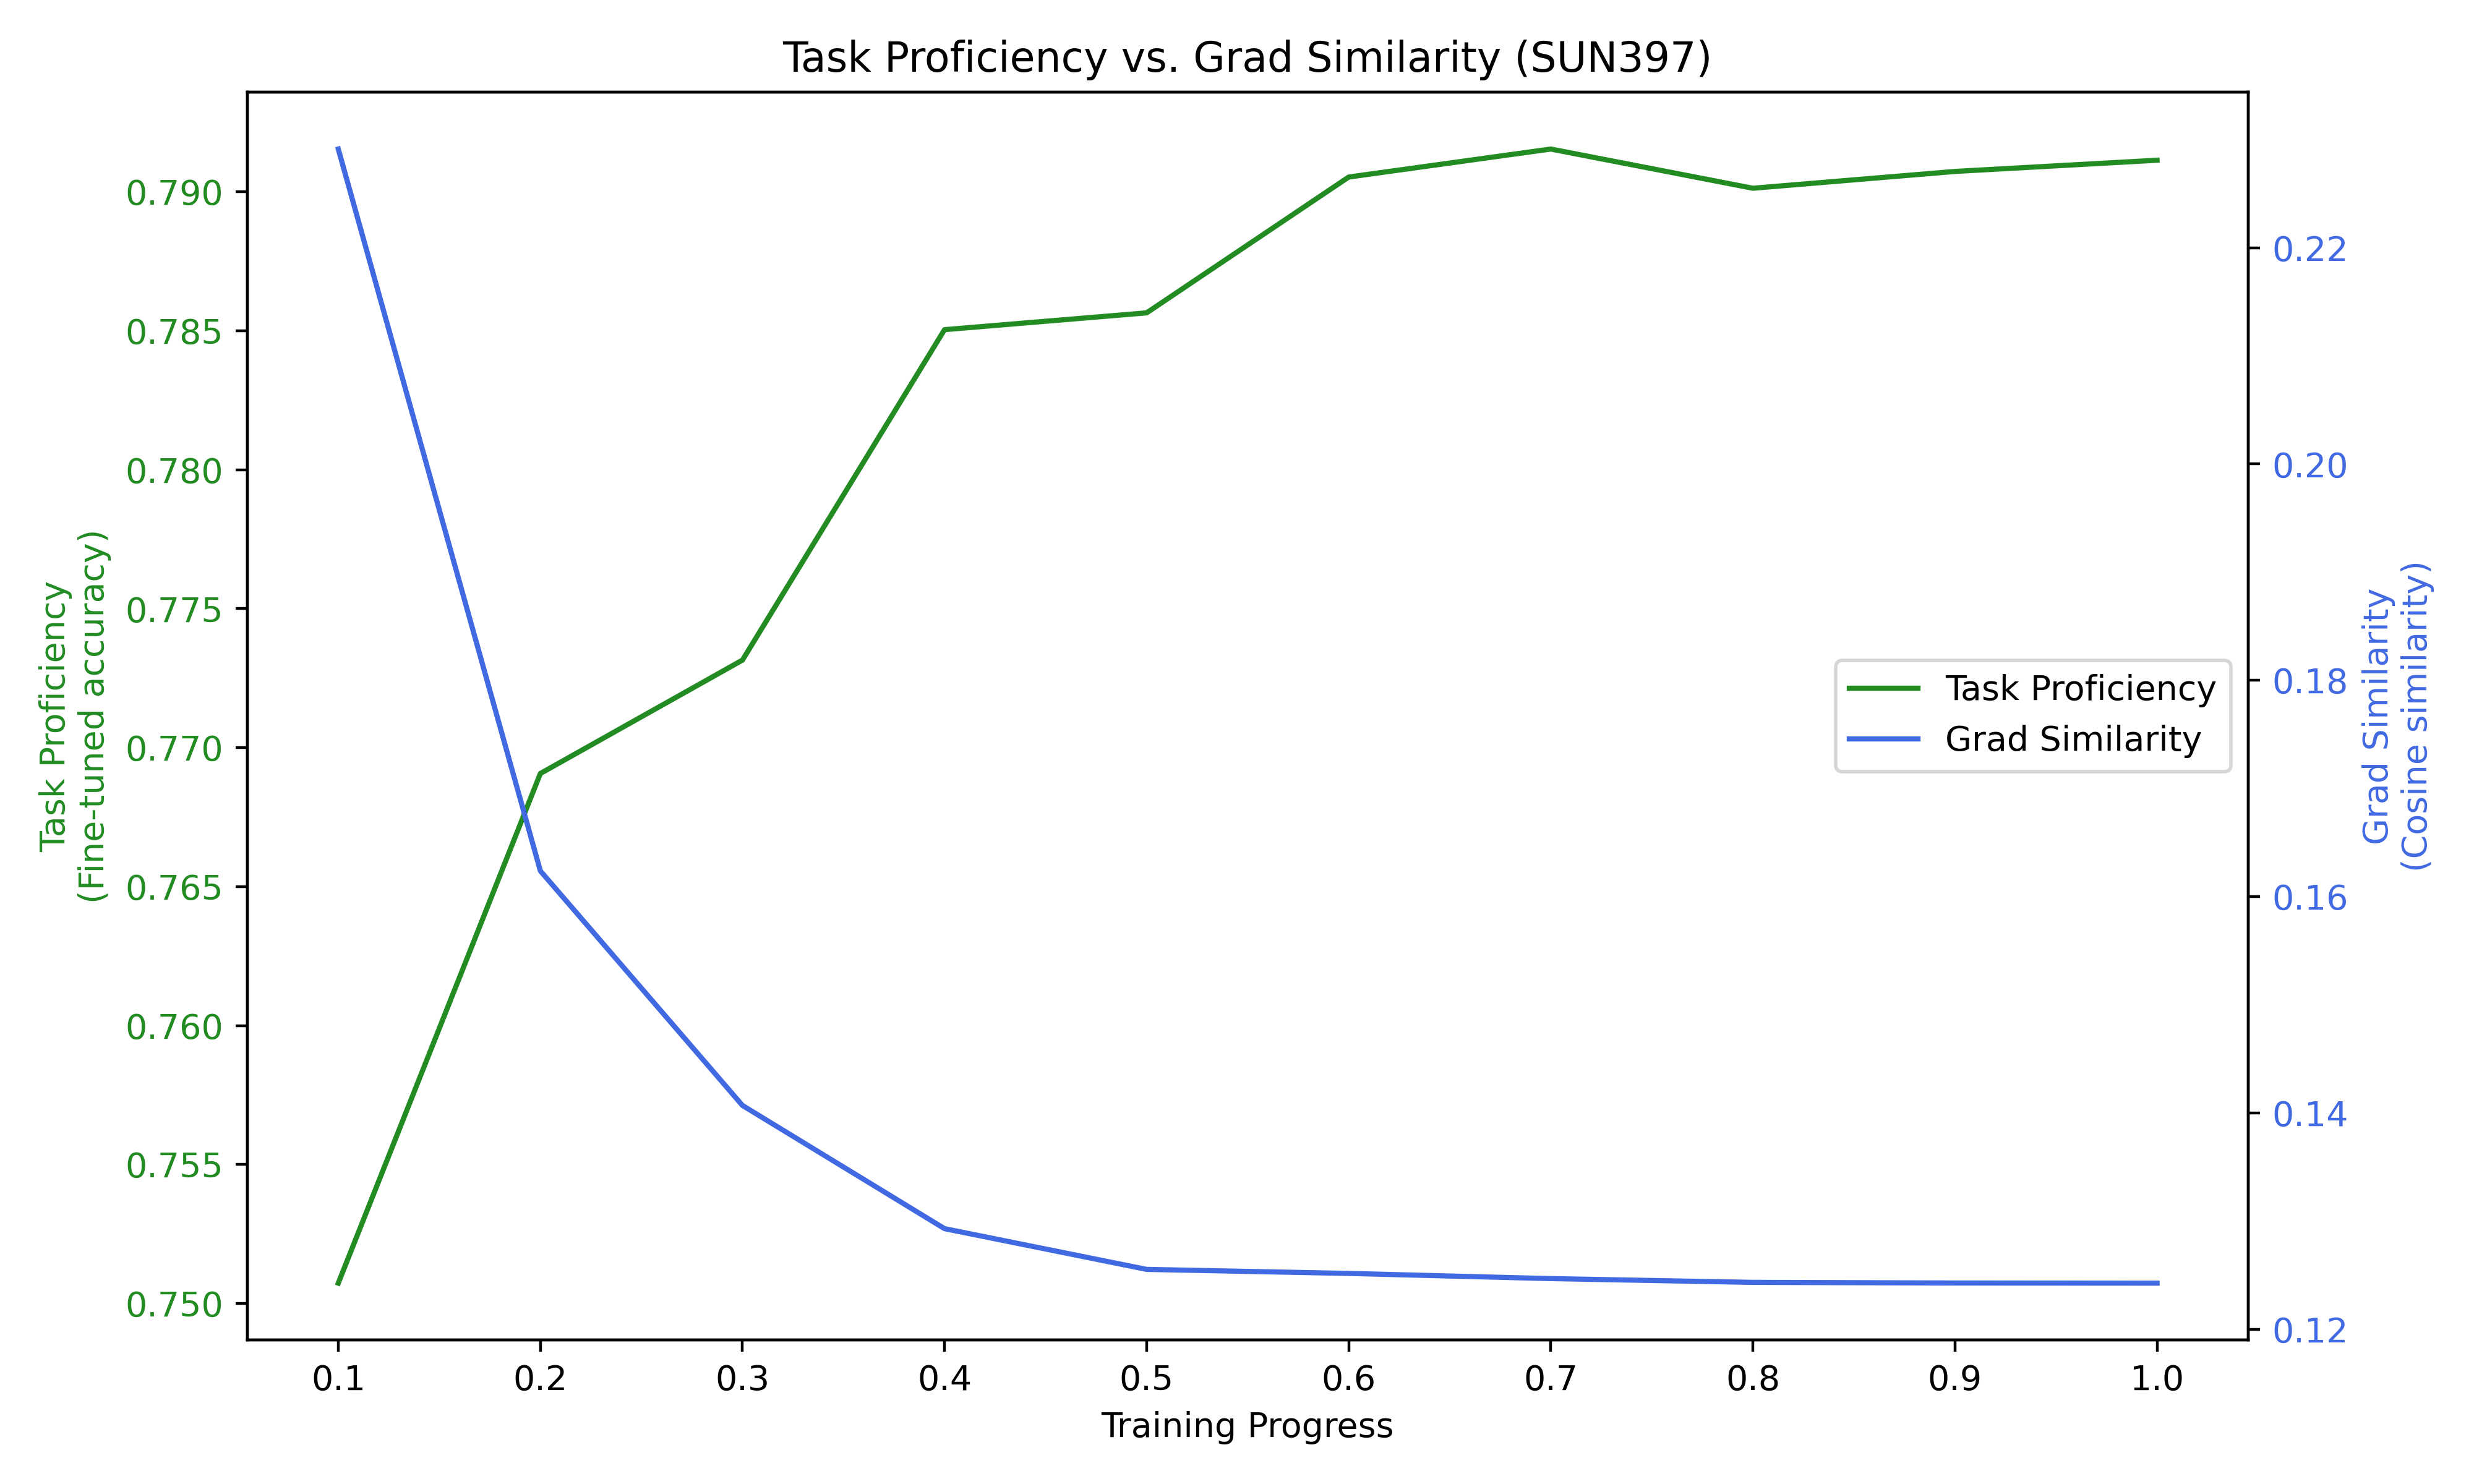 Task Proficiency vs. Grad Similarity (SUN397)
Task Proficiency
(Fine-tuned accuracy)
0.790
0.785
0.780
0.775
0.770
0.765
0.760
0.755
0.750
0.22
0.20
0.18
0.16
0.14
0.12
Grad Similarity
(Cosine similarity)
Task Proficiency
Grad Similarity
0.1 0.2 0.3 0.4 0.5 0.6 0.7 0.8 0.9 1.0
Training Progress